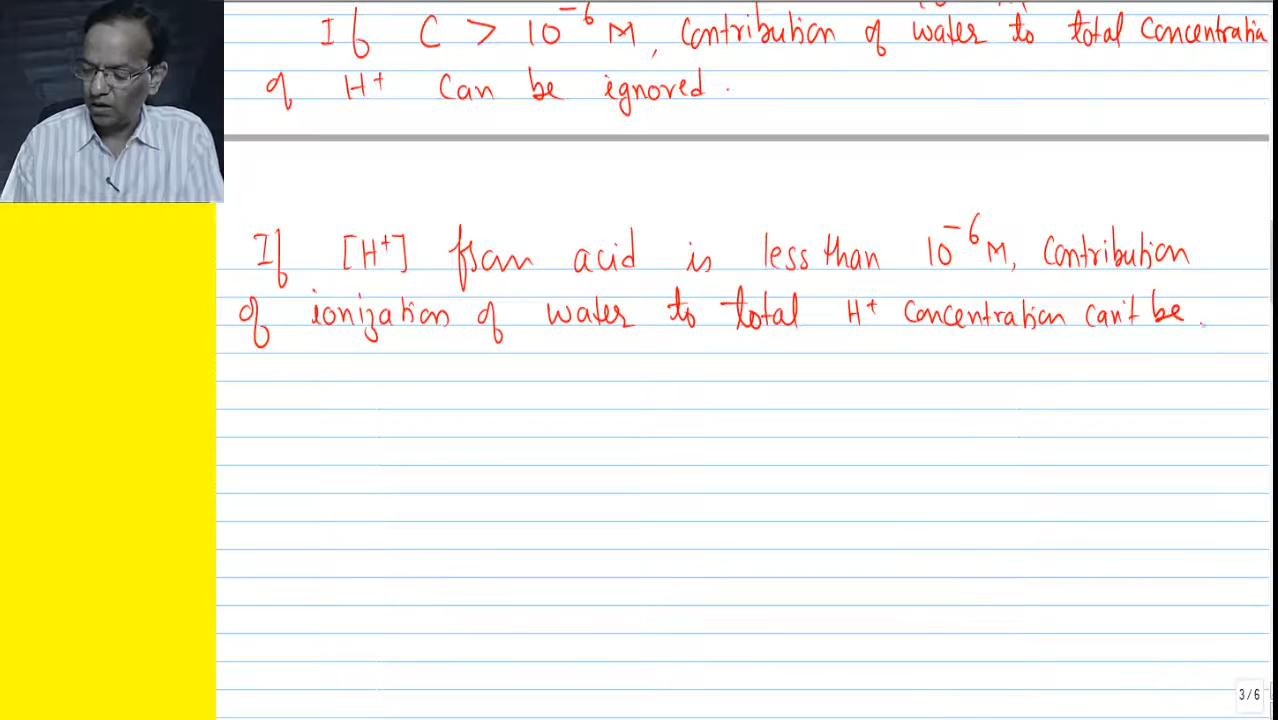 If C > 10⁻⁶ M, Contribution of water to total Concentratio
of H⁺ Can be ignored.
If [H⁺] from acid is less than 10⁻⁶ M, Contribution
of ionization of water to total H⁺ Concentration can't be.
3/6